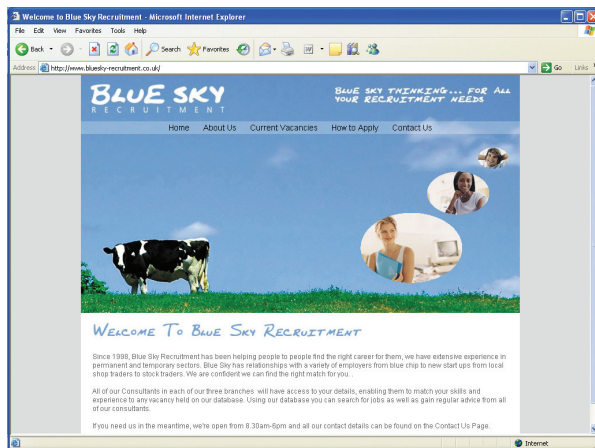 Welcome to Blue Sky Recruitment - Microsoft Internet Explorer
File Edit View Favorites Tools Help
Back Search Favorites
Address http://www.bluesky-recruitment.co.uk/ Go Links
BLUE SKY
RECRUITMENT
BLUE SKY THINKING... FOR ALL
YOUR RECRUITMENT NEEDS
Home About Us Current Vacancies How to Apply Contact Us
WELCOME TO BLUE SKY RECRUITMENT
Since 1998, Blue Sky Recruitment has been helping people to people find the right career for them, we have extensive experience in
permanent and temporary sectors. Blue Sky has relationships with a variety of employers from blue chip to new start ups from local
shop traders to stock traders. We are confident we can find the right match for you. .
All of our Consultants in each of our three branches will have access to your details, enabling them to match your skills and
experience to any vacancy held on our database. Using our database you can search for jobs as well as gain regular advice from all
of our consultants.
If you need us in the meantime, we're open from 8.30am-6pm and all our contact details can be found on the Contact Us Page.
Internet